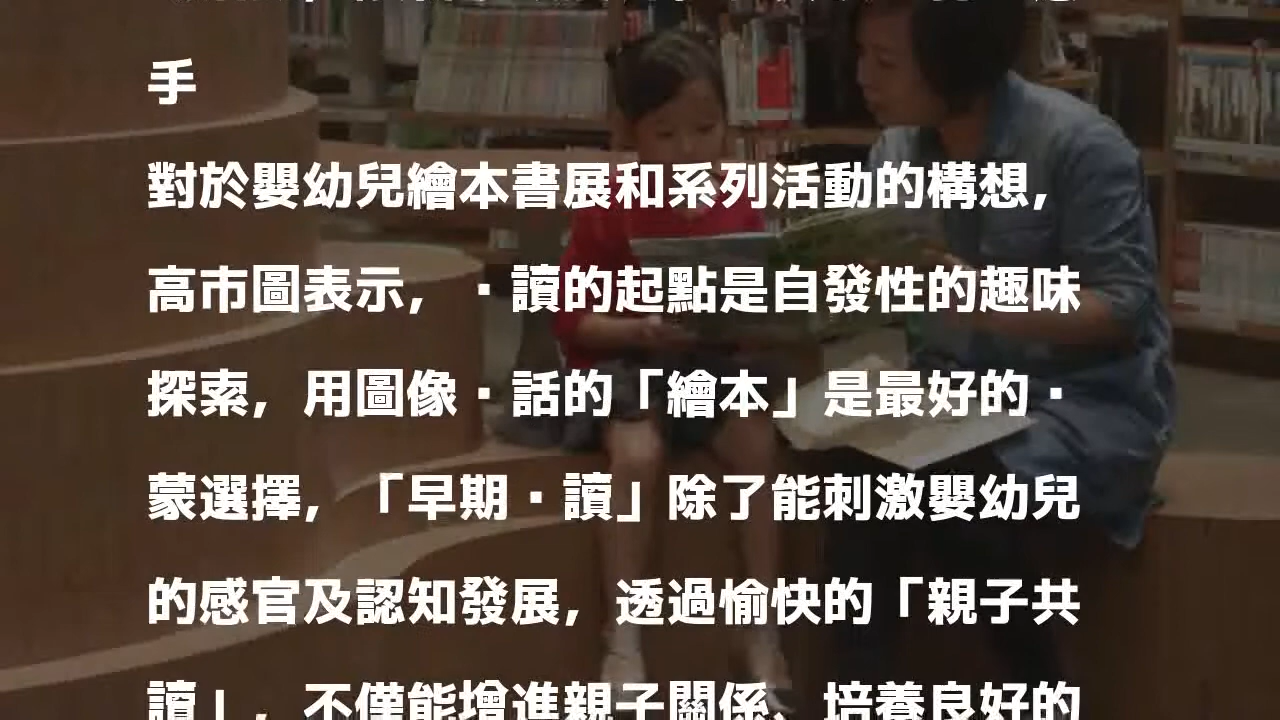 手
對於嬰幼兒繪本書展和系列活動的構想,
高市圖表示,·讀的起點是自發性的趣味
探索,用圖像·話的「繪本」是最好的·
蒙選擇,「早期·讀」除了能刺激嬰幼兒
的感官及認知發展,透過愉快的「親子共
讀」,不僅能增進親子關係、培養良好的